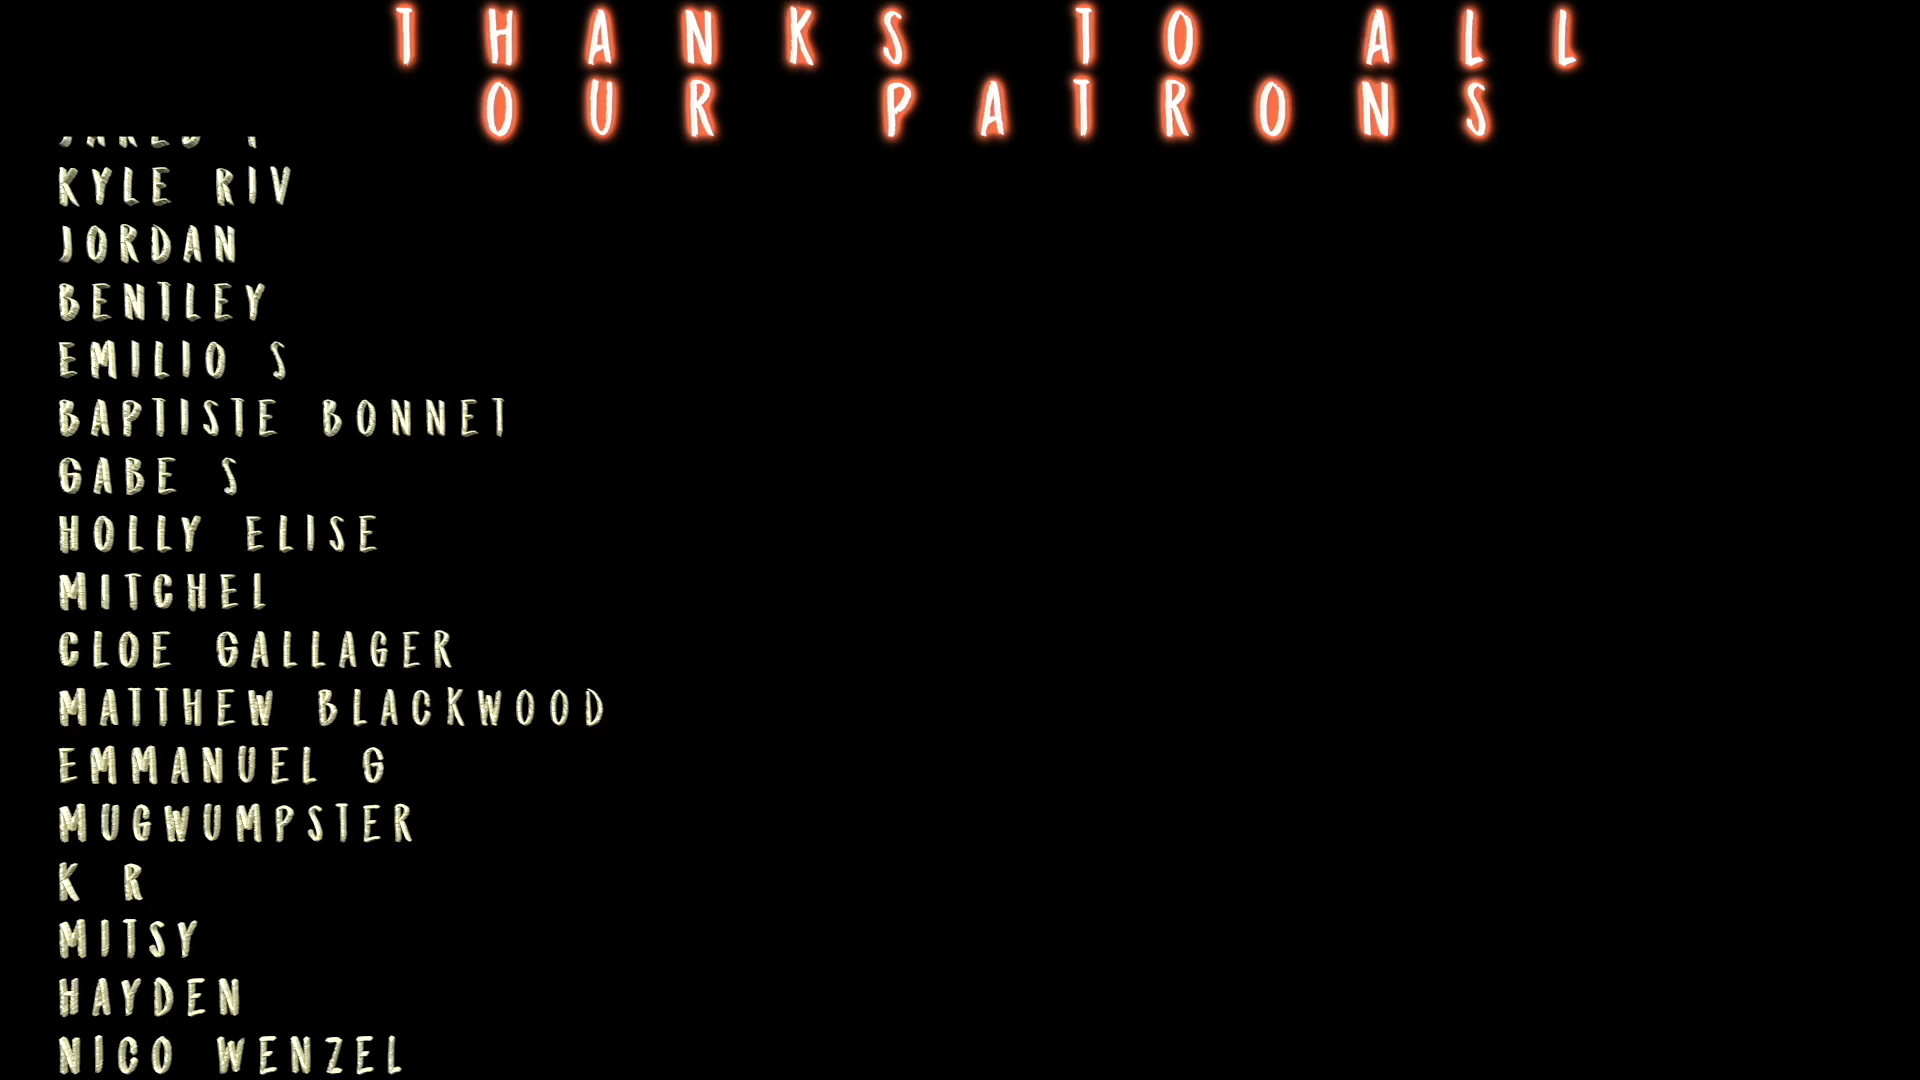 THANKS TO ALL
OUR PATRONS
KYLE RIV
JORDAN
BENTLEY
EMILIO S
BAPTISTE BONNET
GABE S
HOLLY ELISE
MITCHEL
CLOE GALLAGER
MATTHEW BLACKWOOD
EMMANUEL G
MUGWUMPSTER
K R
MITSY
HAYDEN
NICO WENZEL